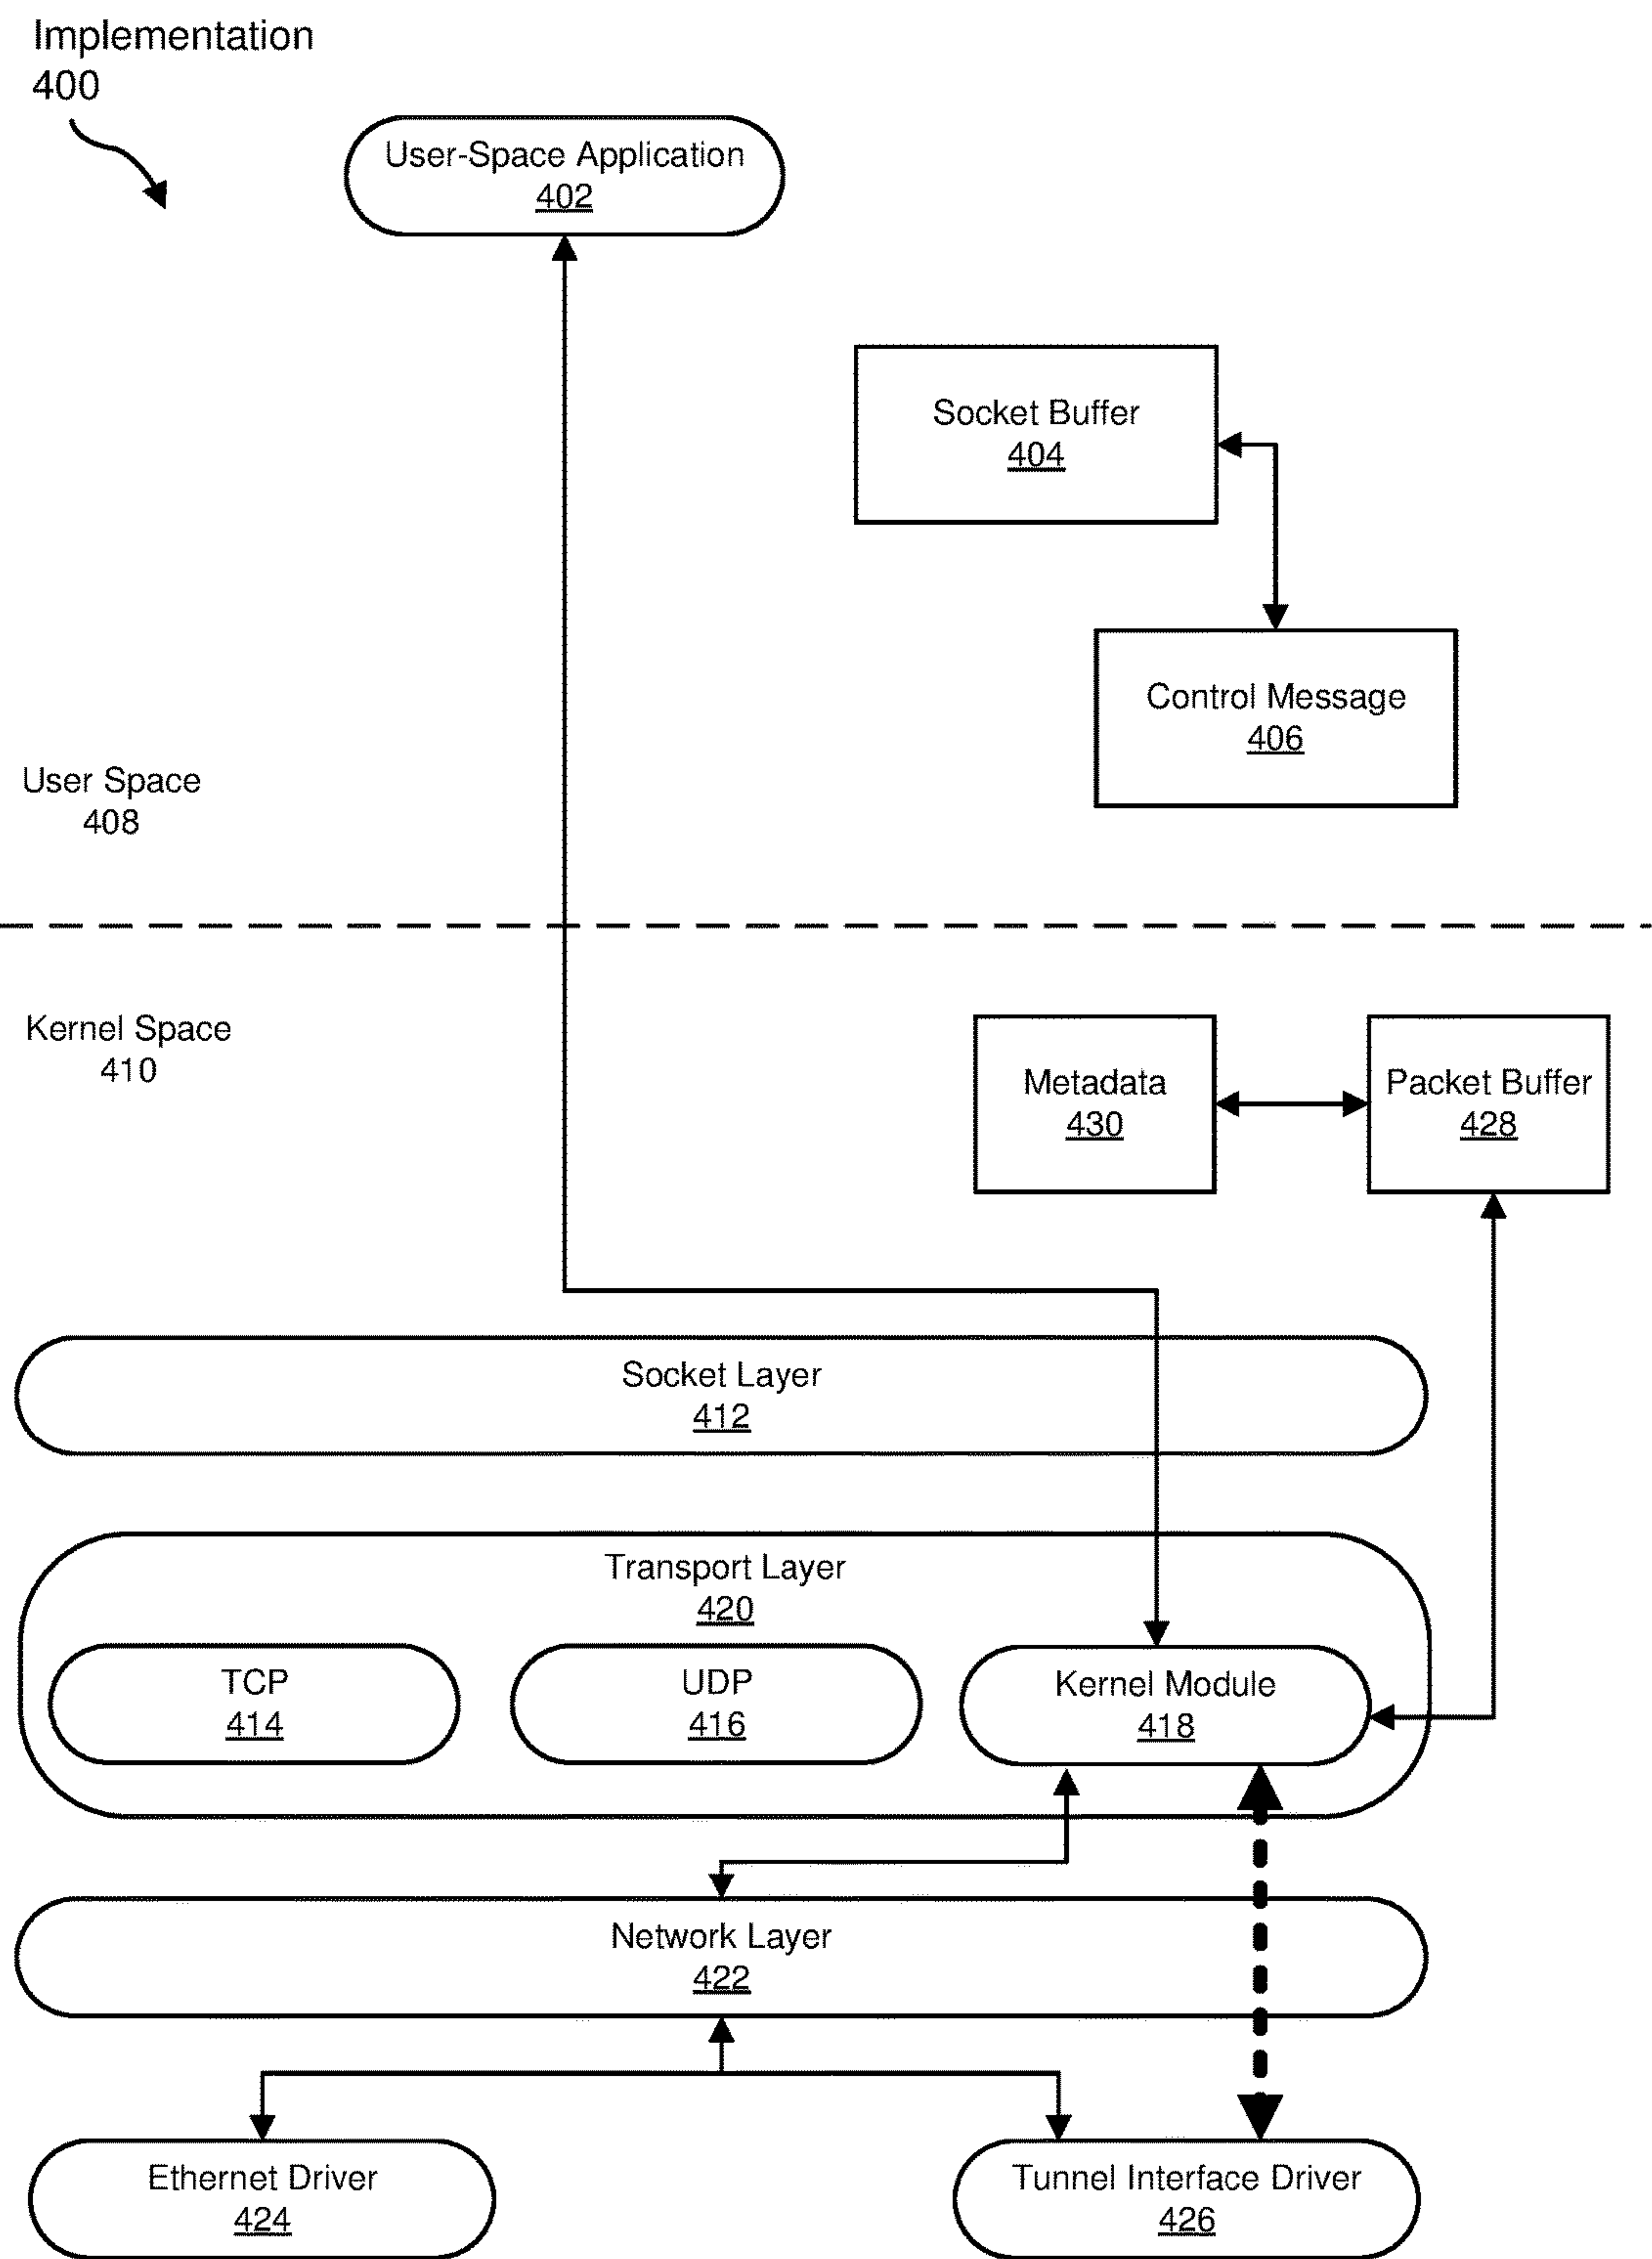 Implementation
400
User-Space Application
402
Socket Buffer
404
Control Message
406
User Space
408
Kernel Space
410
Metadata
430
Packet Buffer
428
Socket Layer
412
Transport Layer
420
TCP
414
UDP
416
Kernel Module
418
Network Layer
422
Ethernet Driver
424
Tunnel Interface Driver
426